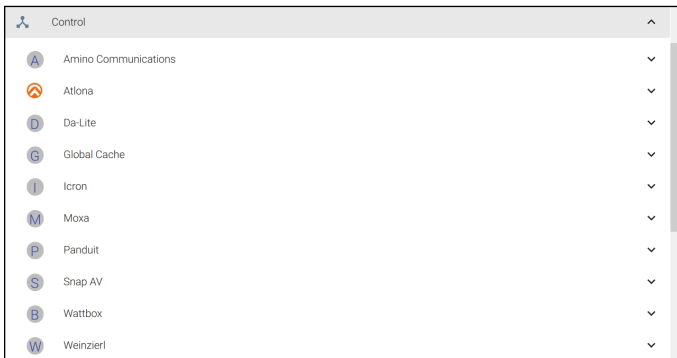 Control
A Amino Communications
Atlona
D Da-Lite
G Global Cache
I Icron
M Moxa
P Panduit
S Snap AV
B Wattbox
W Weinzierl